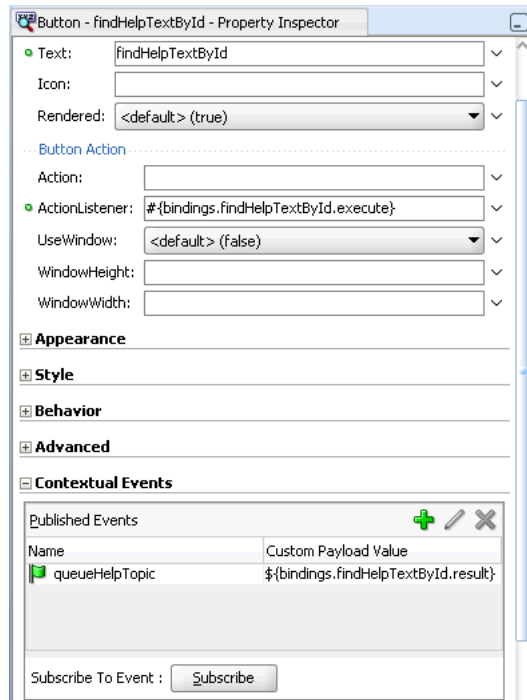 Button - findHelpTextById - Property Inspector
Text: findHelpTextById
Icon:
Rendered: <default> (true)
Button Action
Action:
ActionListener: #{bindings.findHelpTextById.execute}
UseWindow: <default> (false)
WindowHeight:
WindowWidth:
Appearance
Style
Behavior
Advanced
Contextual Events
Published Events
Name Custom Payload Value
queueHelpTopic ${bindings.findHelpTextById.result}
Subscribe To Event : Subscribe